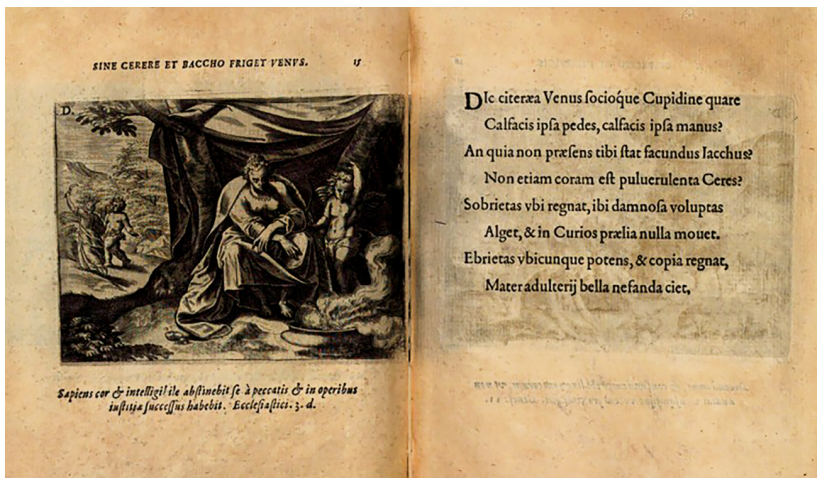 SINE CERERE ET BACCHO FRIGET VENVS. 15
D.
Sapiens cor & intelligibile abstinebit se à peccatis & in operibus
iustitiæ successus habebit. Ecclesiastici. 3. d.
DIc citeræa Venus socioq́ue Cupidine quare
Calfacis ipsa pedes, calfacis ipsa manus?
An quia non præsens tibi stat facundus Iacchus?
Non etiam coram est puluerulenta Ceres?
Sobrietas vbi regnat, ibi damnosa voluptas
Alget, & in Curios prælia nulla mouet.
Ebrietas vbicunque potens, & copia regnat,
Mater adulterij bella nefanda ciet,